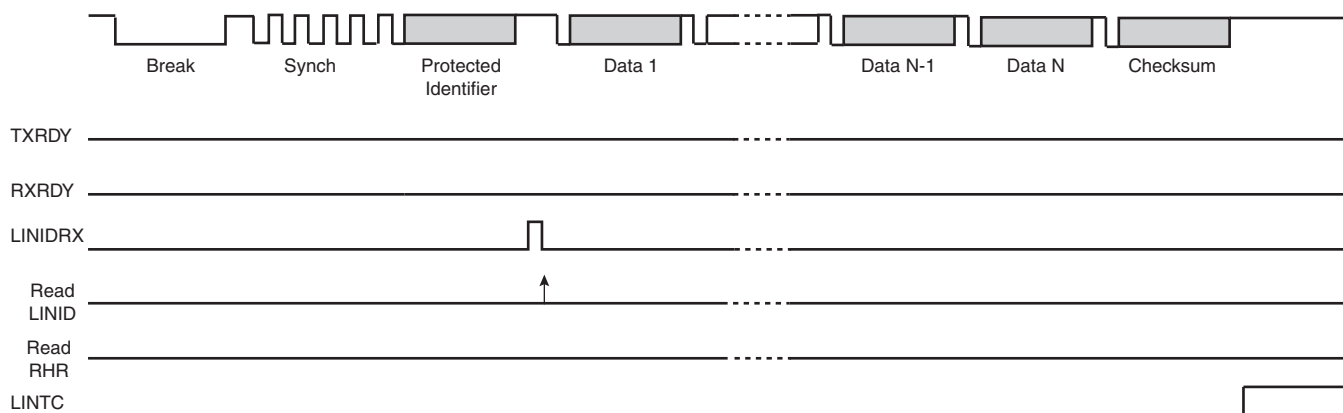 Break
Synch
Protected
Identifier
Data 1
Data N-1
Data N
Checksum
TXRDY
RXRDY
LINIDRX
Read
LINID
Read
RHR
LINTC